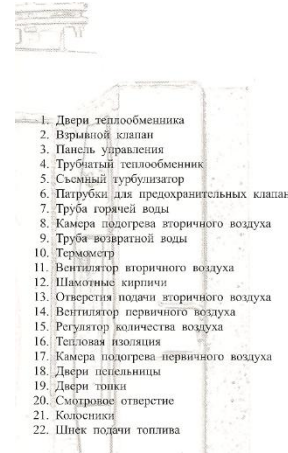 1. Двери теплообменника
2. Взрывной клапан
3. Панель управления
4. Трубчатый теплообменник
5. Съемный турбулизатор
6. Патрубки для предохранительных клапан
7. Труба горячей воды
8. Камера подогрева вторичного воздуха
9. Труба возвратной воды
10. Термометр
11. Вентилятор вторичного воздуха
12. Шамотные кирпичи
13. Отверстия подачи вторичного воздуха
14. Вентилятор первичного воздуха
15. Регулятор количества воздуха
16. Тепловая изоляция
17. Камера подогрева первичного воздуха
18. Двери пепельницы
19. Двери топки
20. Смотровое отверстие
21. Колосники
22. Шнек подачи топлива